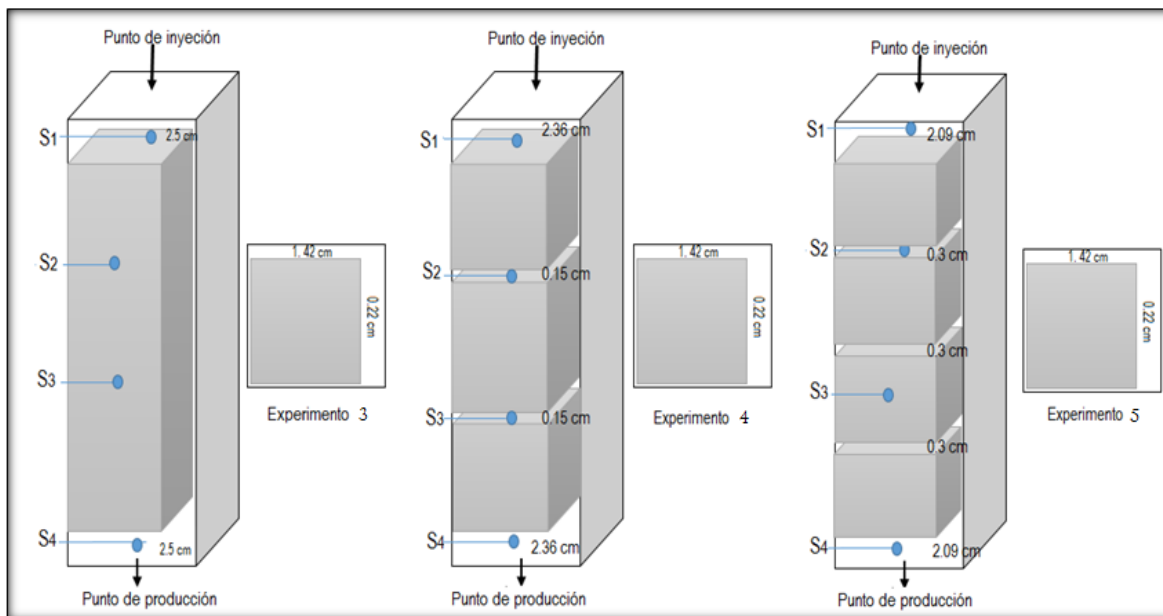 Punto de inyeción
S1
2.5 cm
S2
S3
S4
2.5 cm
Punto de producción
1. 42 cm
0.22 cm
Experimento 3
Punto de inyeción
S1
2.36 cm
S2
0.15 cm
S3
0.15 cm
S4
2.36 cm
Punto de producción
1. 42 cm
0.22 cm
Experimento 4
Punto de inyeción
S1
2.09 cm
S2
0.3 cm
0.3 cm
S3
0.3 cm
S4
2.09 cm
Punto de producción
1. 42 cm
0.22 cm
Experimento 5